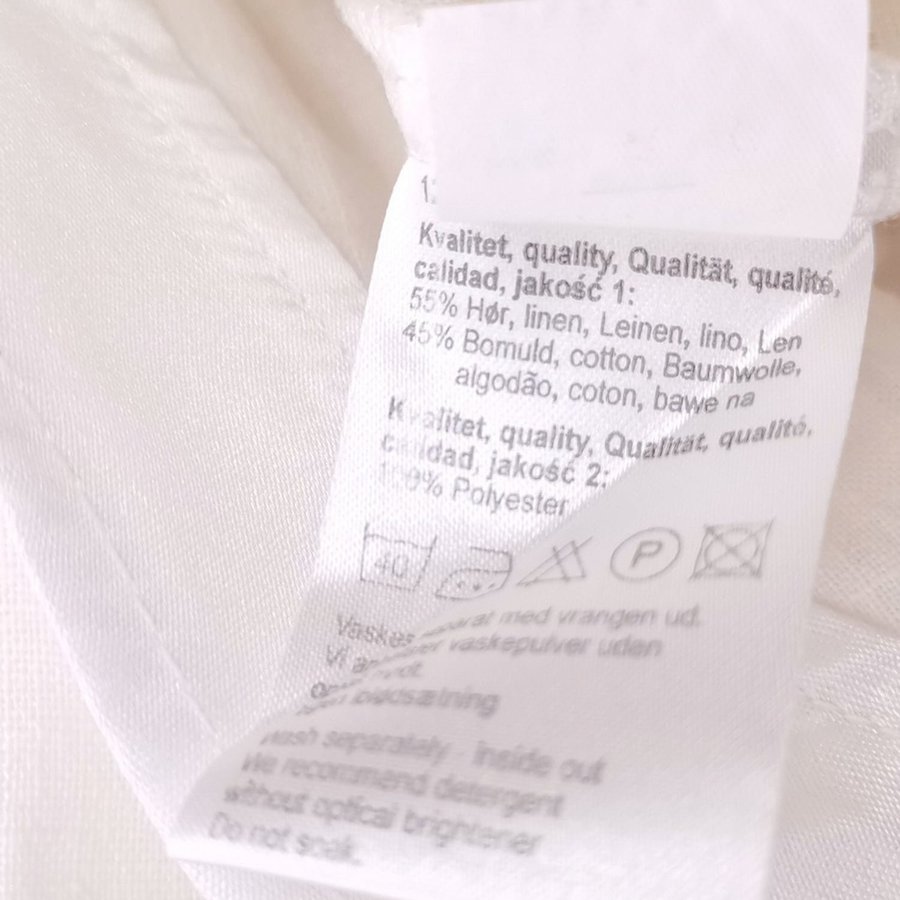 Kvalitet, quality, Qualität, qualité,
calidad, jakość 1:
55% Hør, linen, Leinen, lino, Len
45% Bomuld, cotton, Baumwolle,
algodão, coton, bawe na
Kvalitet, quality, Qualität, qualité,
calidad, jakość 2:
100% Polyester
40 P
med vrangen ud.
vaskepulver uden
wash separately Inside out
We recommend detergent
without optical brightener
Do not soak.